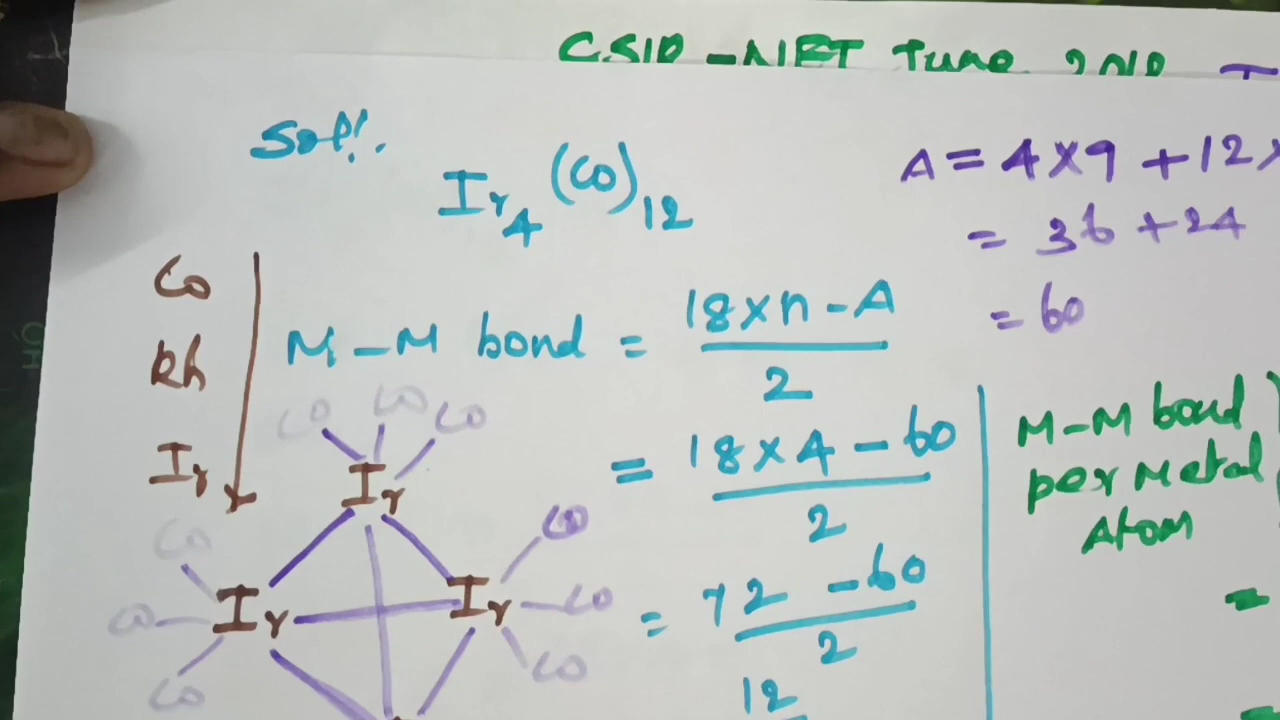 CSIR-NET June 2018
Sol!.
Ir4 (CO)12
A = 4×9 + 12×
= 36 + 24
= 60
Co
Rh
Ir
M-M bond = 18×n-A / 2
= 18×4-60 / 2
= 72-60 / 2
12
M-M bond
per Metal
Atom
=
CO CO CO
Ir
CO
CO
Ir
CO
CO
Ir
CO
CO
CO